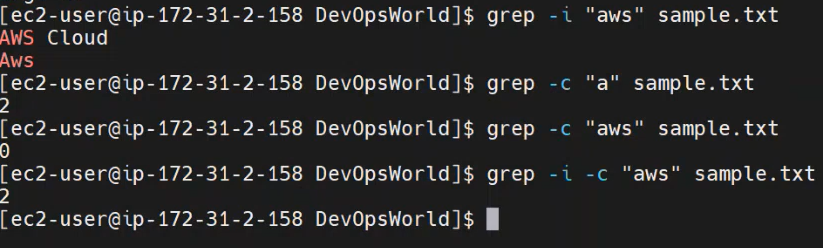 [ec2-user@ip-172-31-2-158 DevOpsWorld]$ grep -i "aws" sample.txt
AWS Cloud
Aws
[ec2-user@ip-172-31-2-158 DevOpsWorld]$ grep -c "a" sample.txt
2
[ec2-user@ip-172-31-2-158 DevOpsWorld]$ grep -c "aws" sample.txt
0
[ec2-user@ip-172-31-2-158 DevOpsWorld]$ grep -i -c "aws" sample.txt
2
[ec2-user@ip-172-31-2-158 DevOpsWorld]$